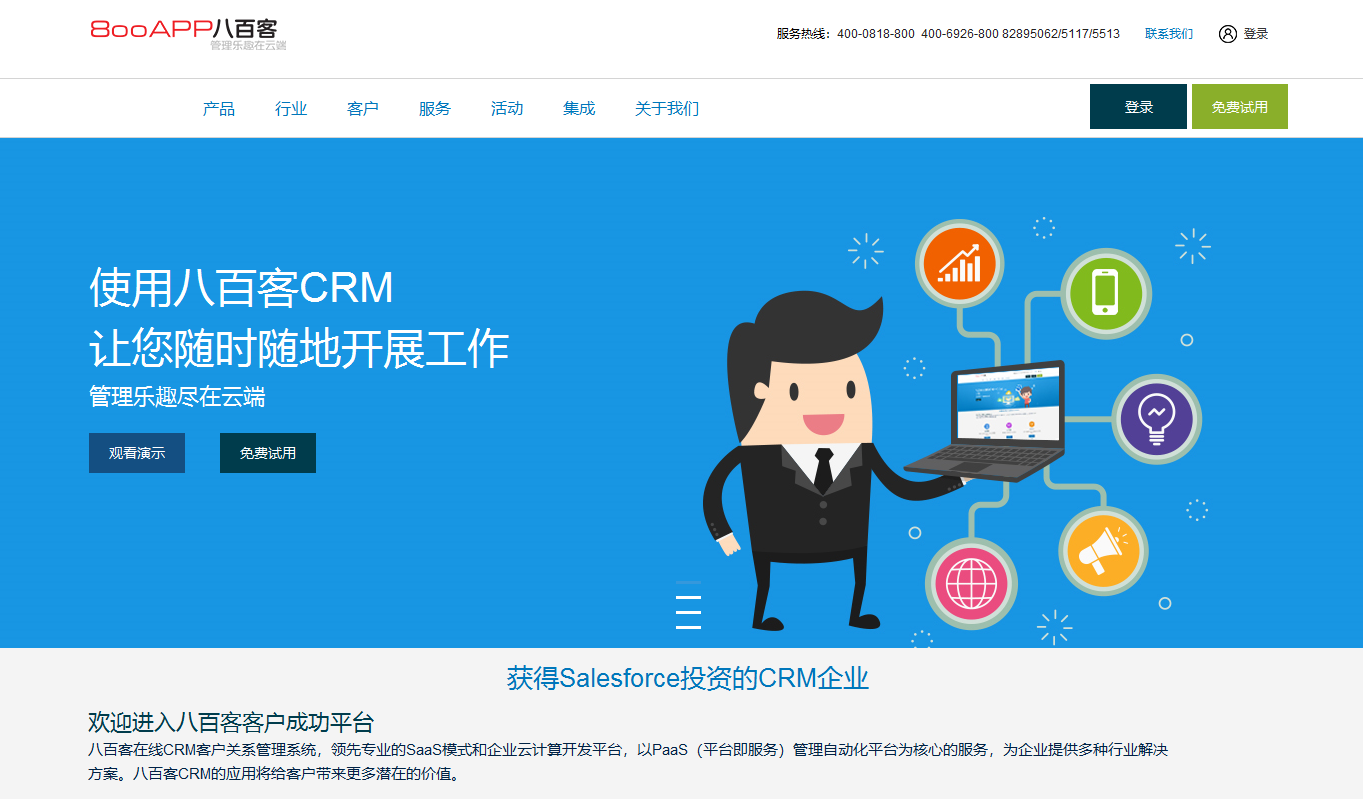 8ooAPP八百客
管理乐趣在云端
服务热线：400-0818-800 400-6926-800 82895062/5117/5513 联系我们 登录
产品 行业 客户 服务 活动 集成 关于我们 登录 免费试用
使用八百客CRM
让您随时随地开展工作
管理乐趣尽在云端
观看演示 免费试用
获得Salesforce投资的CRM企业
欢迎进入八百客客户成功平台
八百客在线CRM客户关系管理系统，领先专业的SaaS模式和企业云计算开发平台，以PaaS（平台即服务）管理自动化平台为核心的服务，为企业提供多种行业解决
方案。八百客CRM的应用将给客户带来更多潜在的价值。